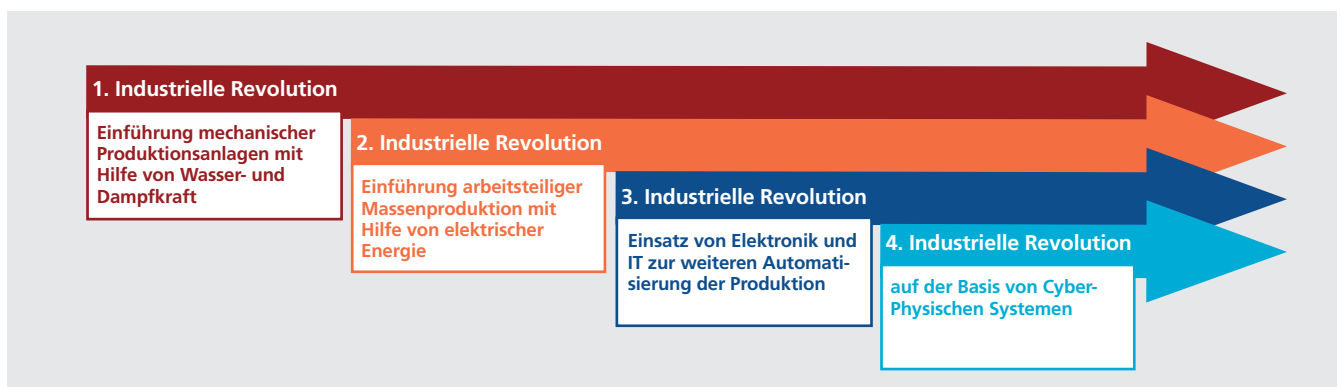 1. Industrielle Revolution
Einführung mechanischer
Produktionsanlagen mit
Hilfe von Wasser- und
Dampfkraft
2. Industrielle Revolution
Einführung arbeitsteiliger
Massenproduktion mit
Hilfe von elektrischer
Energie
3. Industrielle Revolution
Einsatz von Elektronik und
IT zur weiteren Automati-
sierung der Produktion
4. Industrielle Revolution
auf der Basis von Cyber-
Physischen Systemen